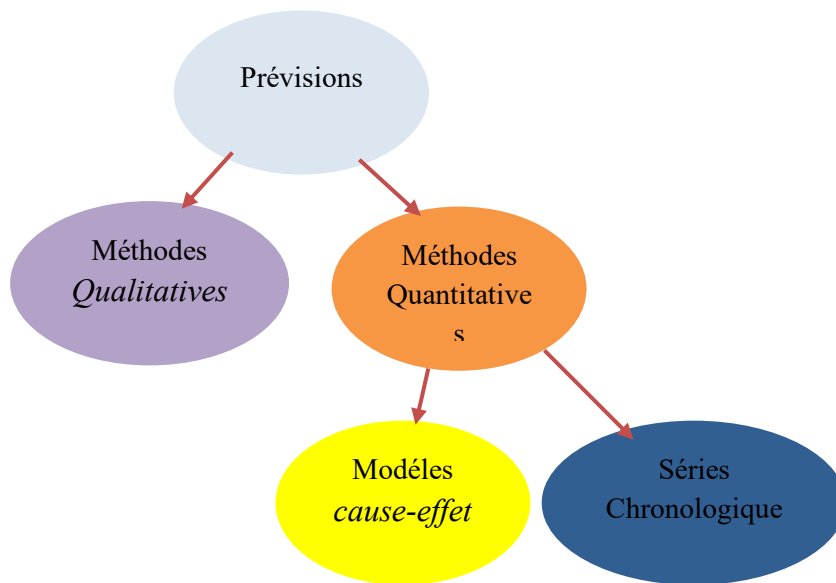 Prévisions
Méthodes
Qualitatives
Méthodes
Quantitative
s
Modéles
cause-effet
Séries
Chronologique